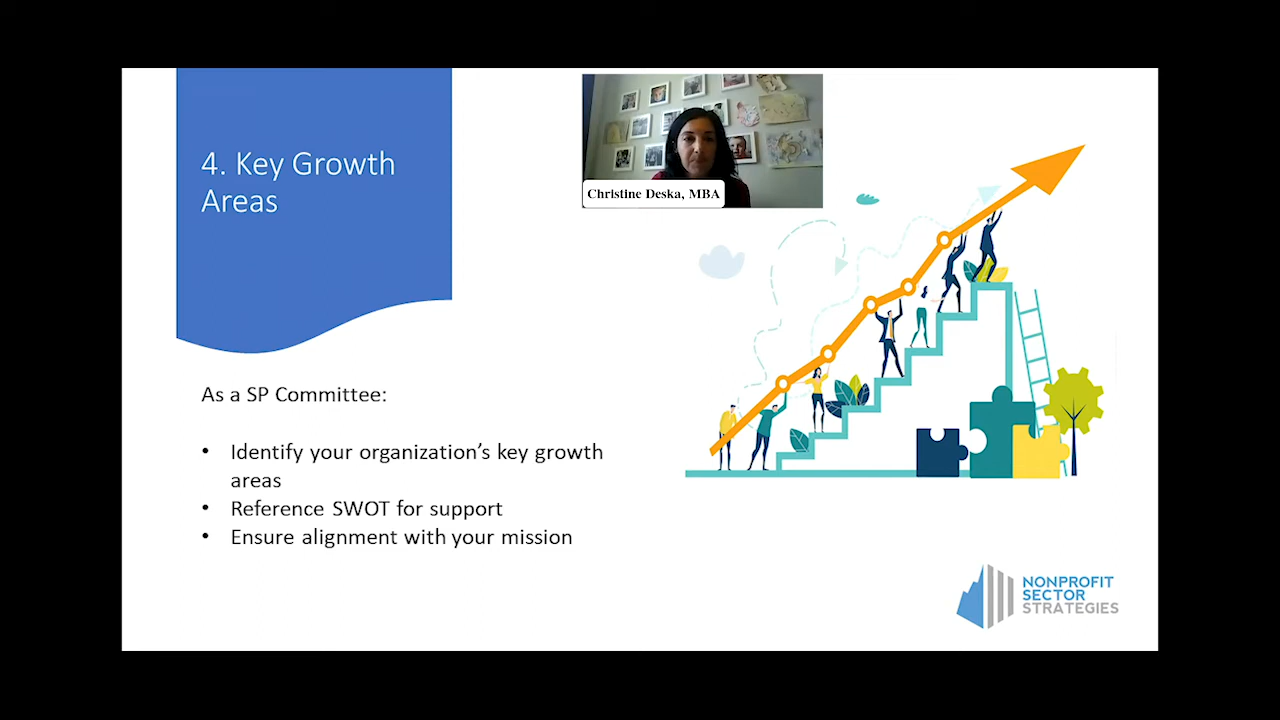 4. Key Growth
Areas
Christine Deska, MBA
As a SP Committee:
• Identify your organization's key growth
areas
• Reference SWOT for support
• Ensure alignment with your mission
NONPROFIT
SECTOR
STRATEGIES